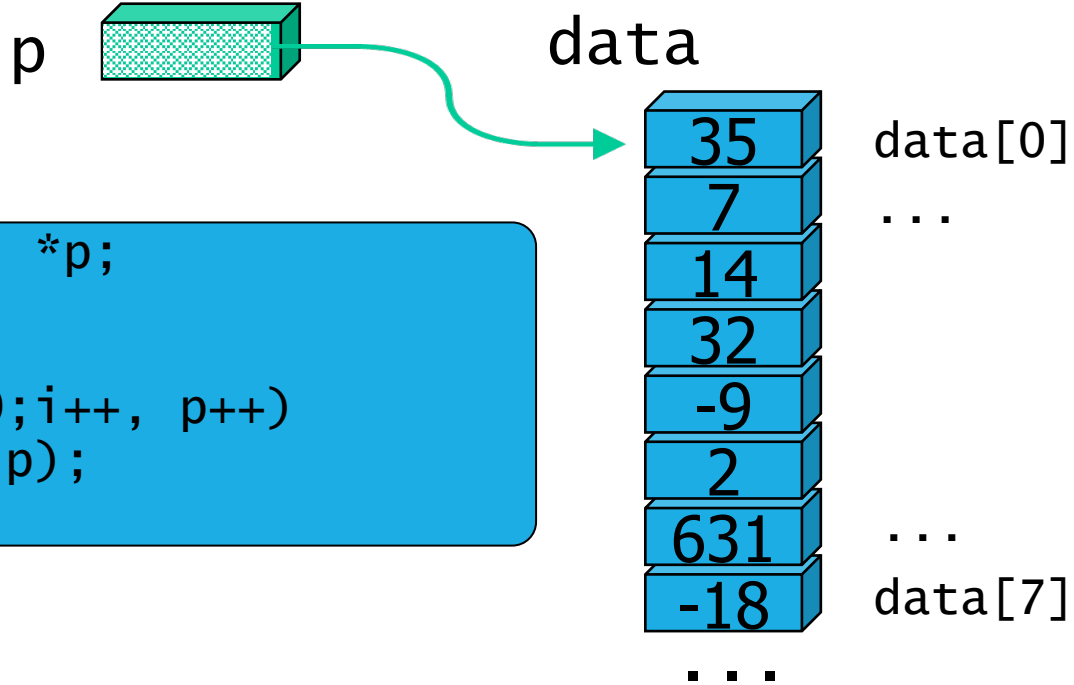 p
data
35 data[0]
7 ...
14
32
-9
2
631 ...
-18 data[7]
...
*p;
;i++, p++)
p);